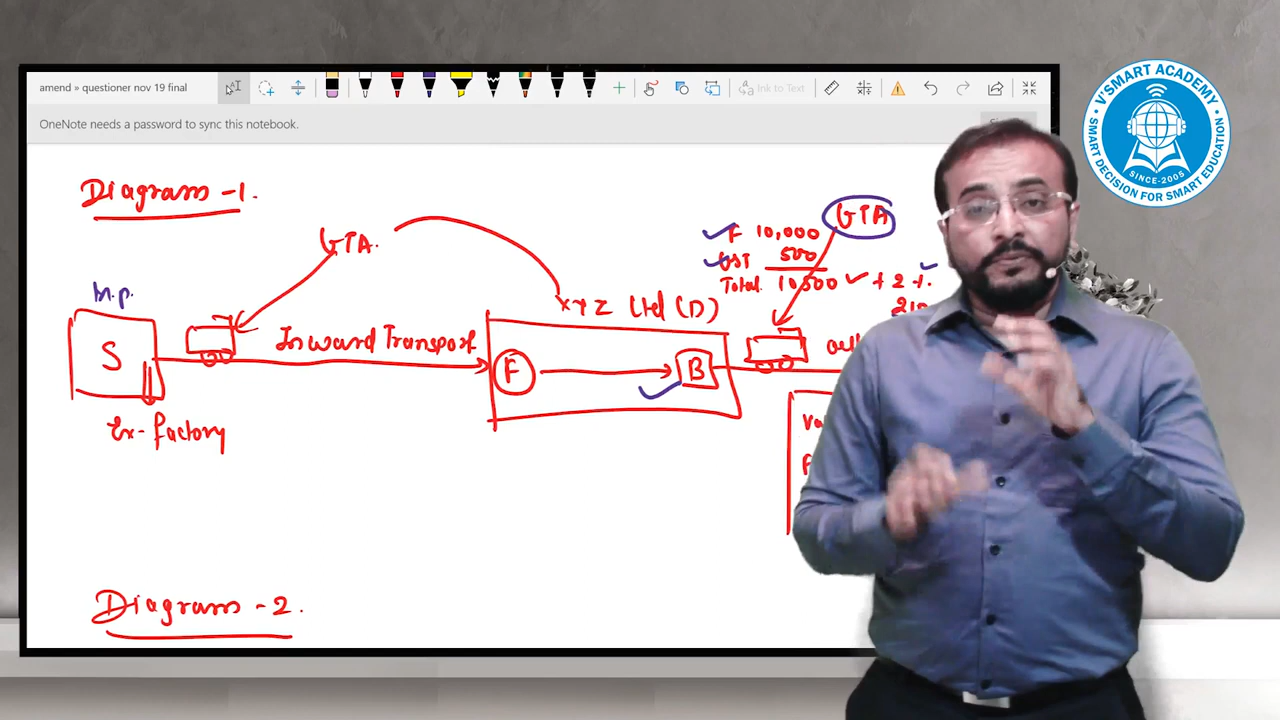 amend » questioner nov 19 final
Ink to Text
OneNote needs a password to sync this notebook.
V'SMART ACADEMY
SMART DECISION FOR SMART EDUCATION
SINCE-2005
Diagram -1.
GTA.
GTA
F 10,000
GST 500
Total 10,500 + 2%
210
M.P.
S
Inward Transport
XYZ Ltd (D)
F
B
Ex-factory
Diagram -2.